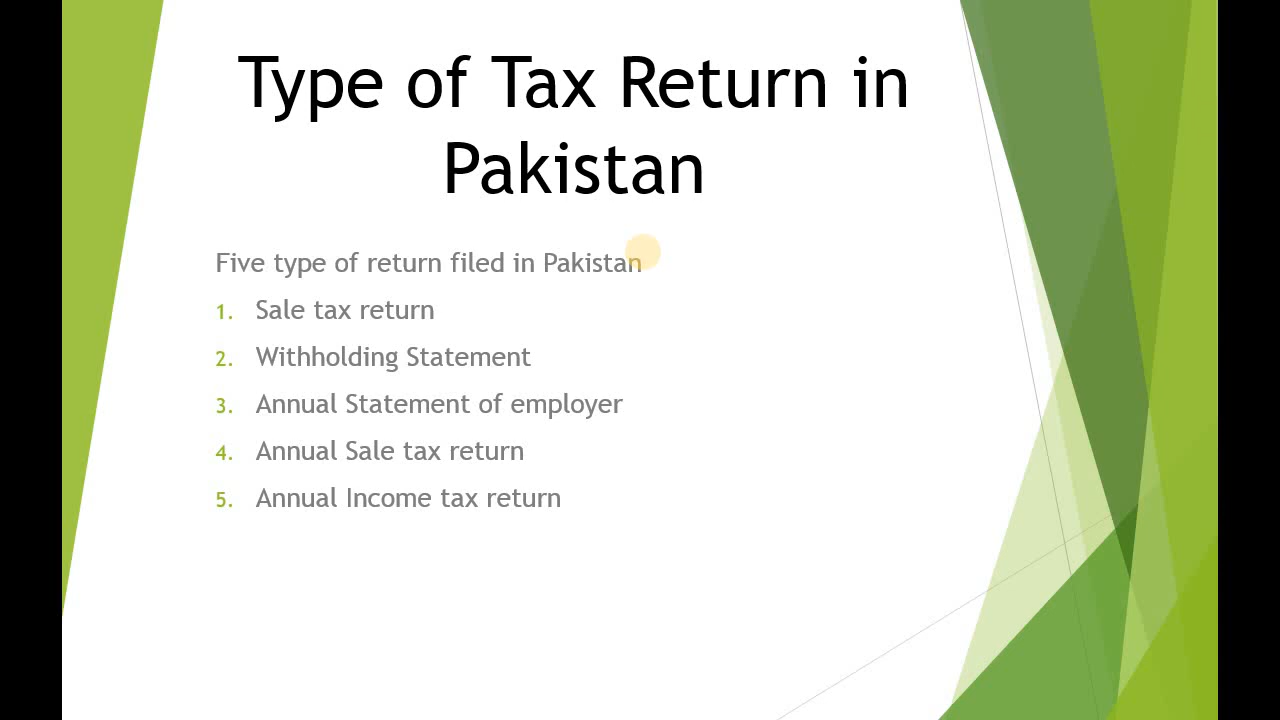 Type of Tax Return in
Pakistan
Five type of return filed in Pakistan
1. Sale tax return
2. Withholding Statement
3. Annual Statement of employer
4. Annual Sale tax return
5. Annual Income tax return